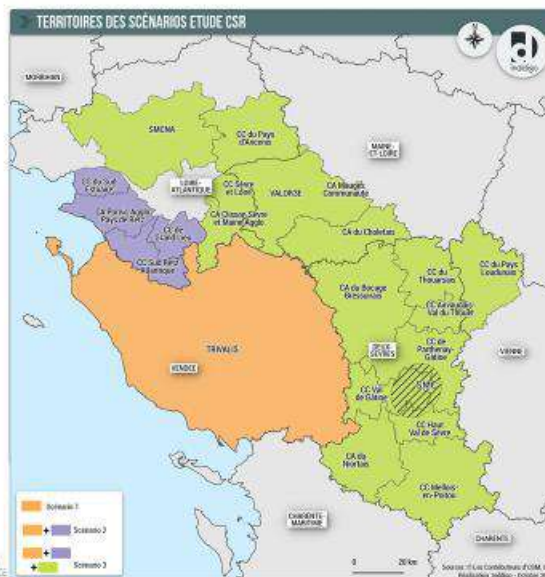 TERRITOIRES DES SCÉNARIOS ETUDE CSR
indiggo
MORBIHAN
SMCNA
CC du Pays
d'Ancenis
MAINE-
ET-LOIRE
LOIRE-
ATLANTIQUE
CC du Sud
Estuaire
CC Sèvre
et Loire
VALOR3E
CA Mauges
Communauté
CA Pornic Agglo
Pays de Retz
CA Clisson Sèvre
et Maine Agglo
CC de
Grand Lieu
CA du Choletais
CC Sud Retz
Atlantique
CC du
Thouarsais
CC du Pays
Loudunais
CA du Bocage
Bressuirais
CC Airvaudais-
Val du Thouet
TRIVALIS
DEUX-
SEVRES
CC de
Parthenay-
Gâtine
VIENNE
VENDEE
CC Val
de Gâtine
CC Haut
Val de Sèvre
CA du
Niortais
CC Mellois-
en-Poitou
CHARENTE
MARITIME
CHARENTE
Scénario 1
+ Scénario 2
+
+ Scénario 3
0 20 km